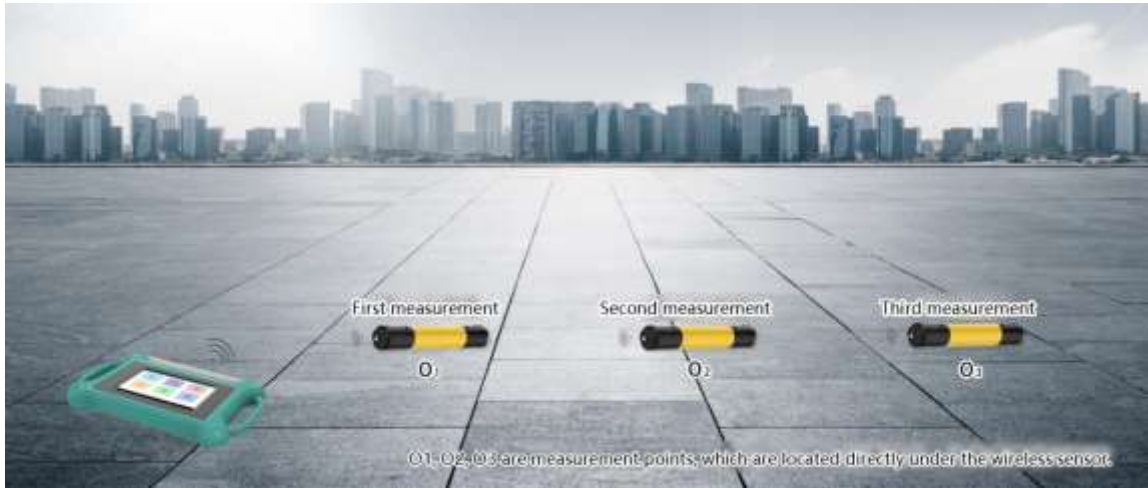 First measurement
Second measurement
Third measurement
O1
O2
O3
O1, O2, O3 are measurement points, which are located directly under the wireless sensor.